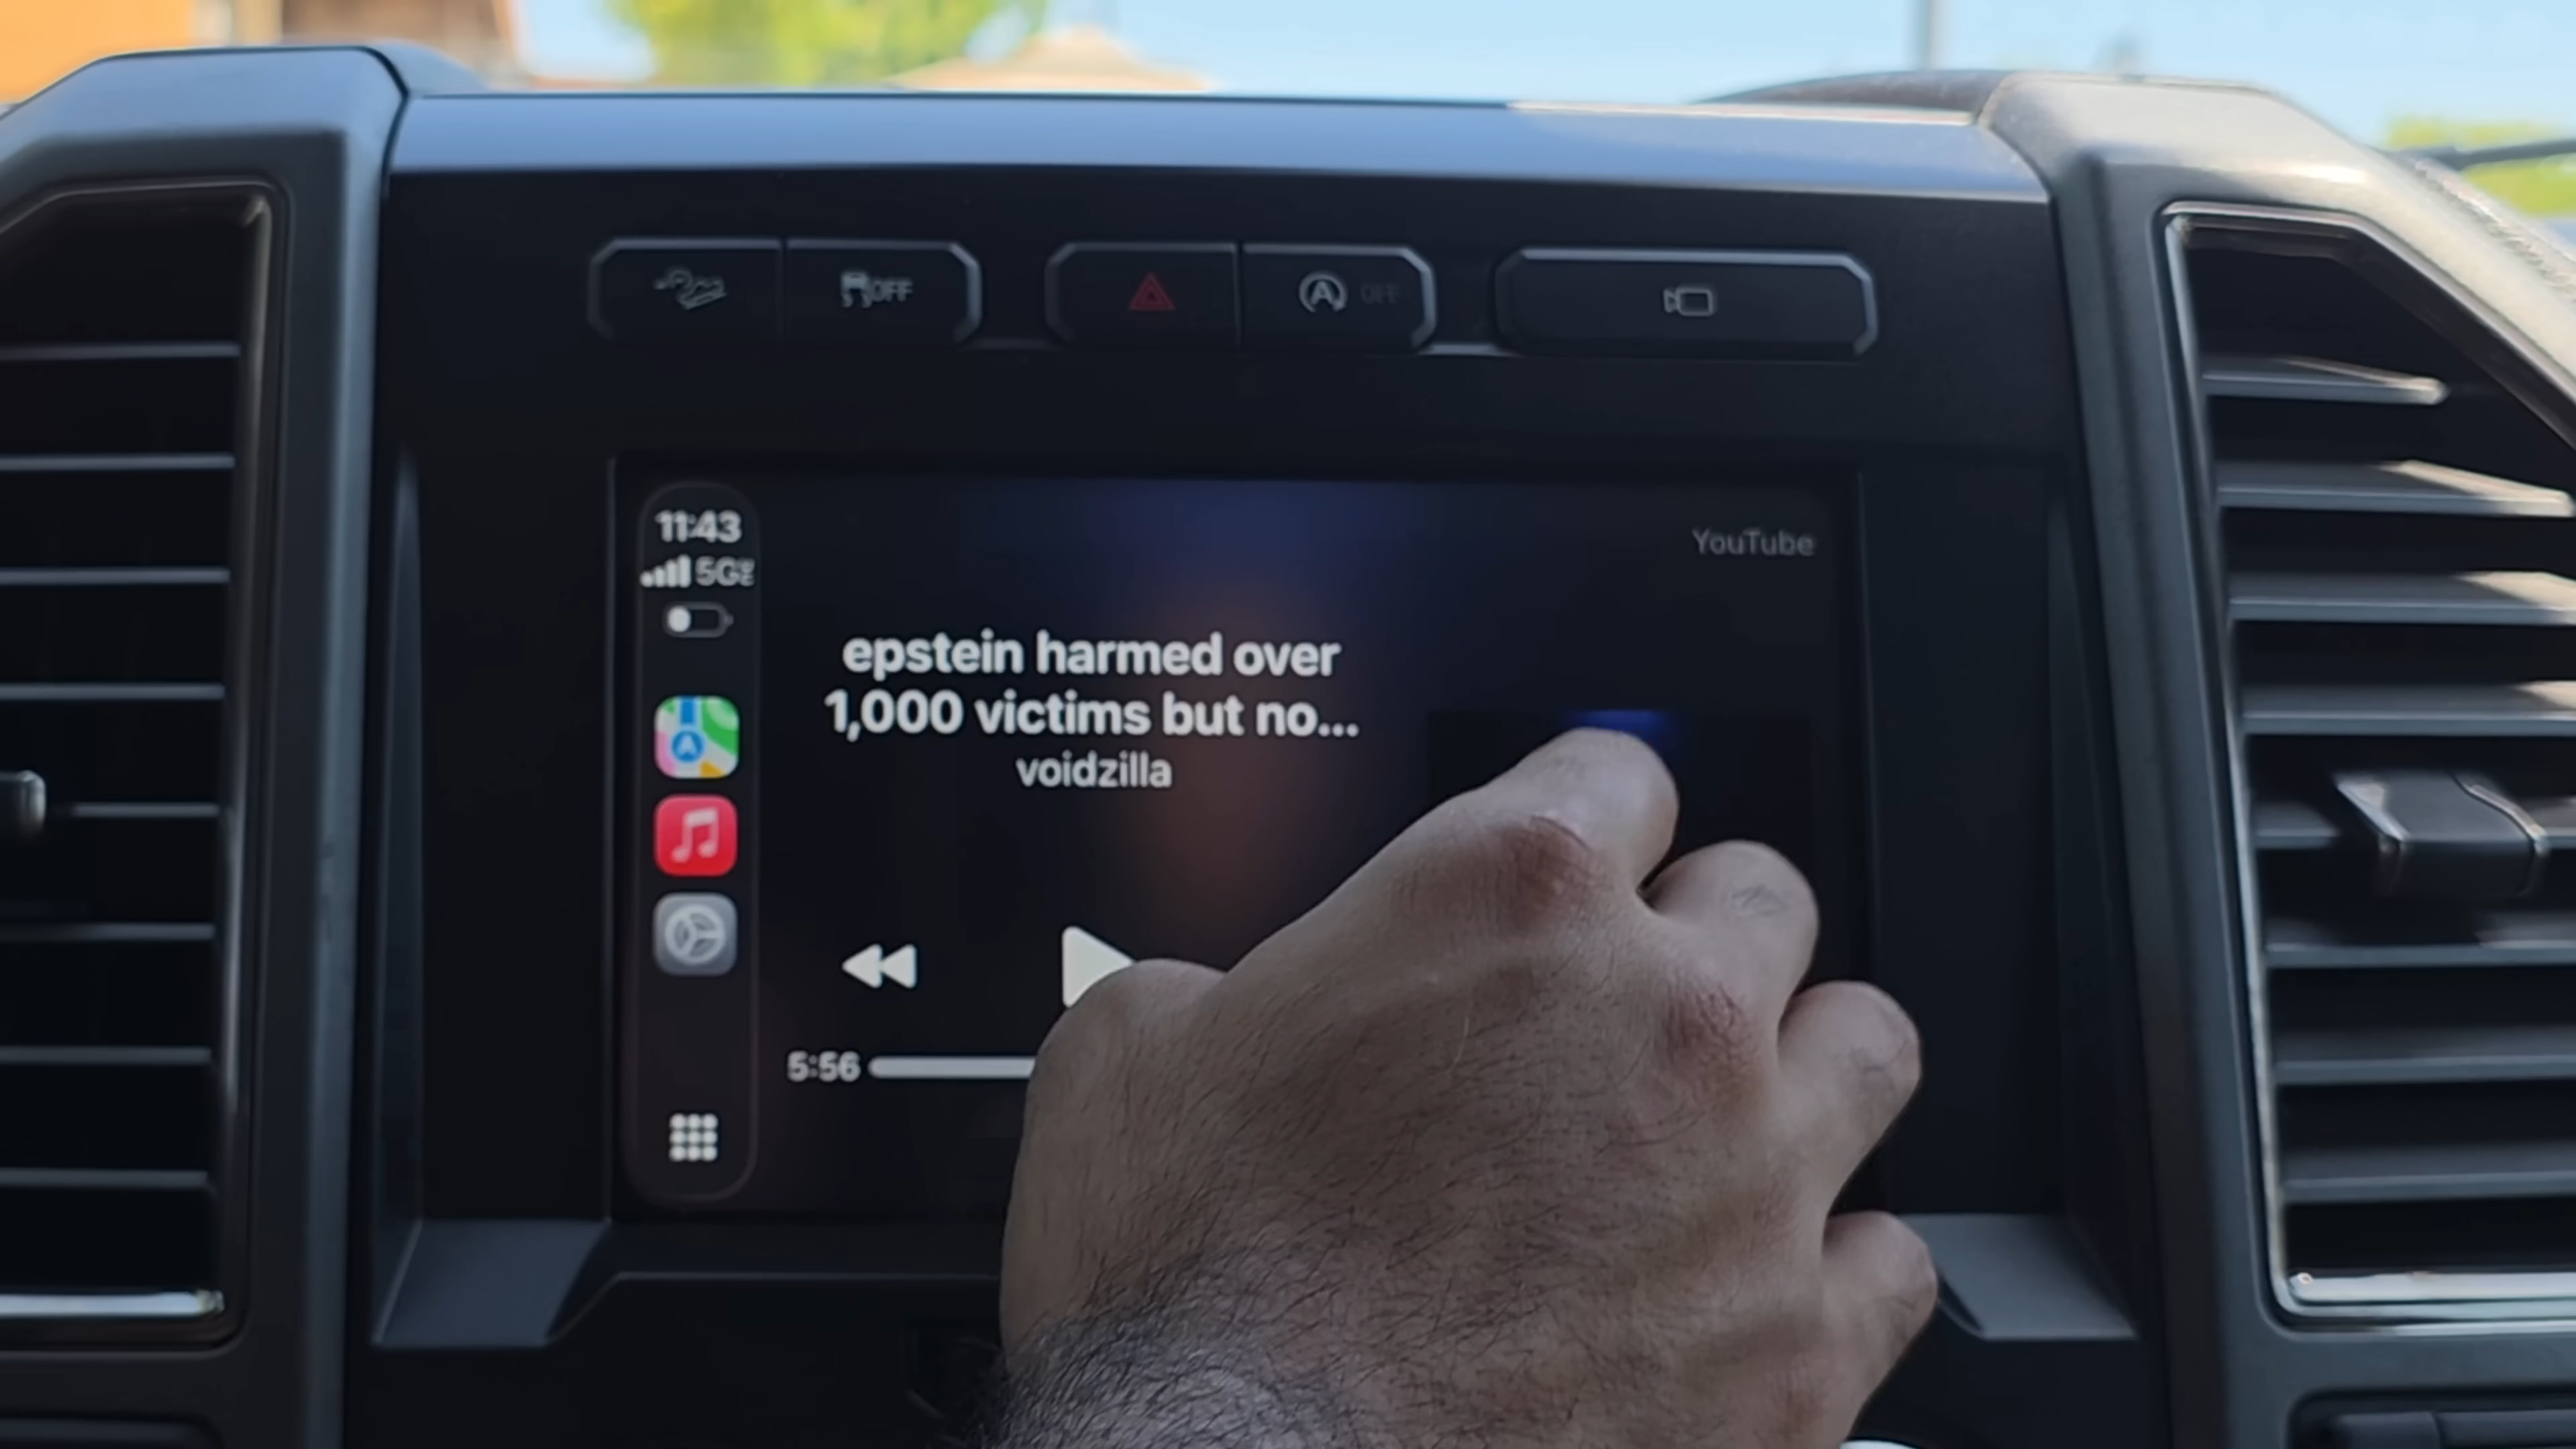 OFF
A OFF
11:43
YouTube
5G
epstein harmed over
1,000 victims but no...
voidzilla
5:56